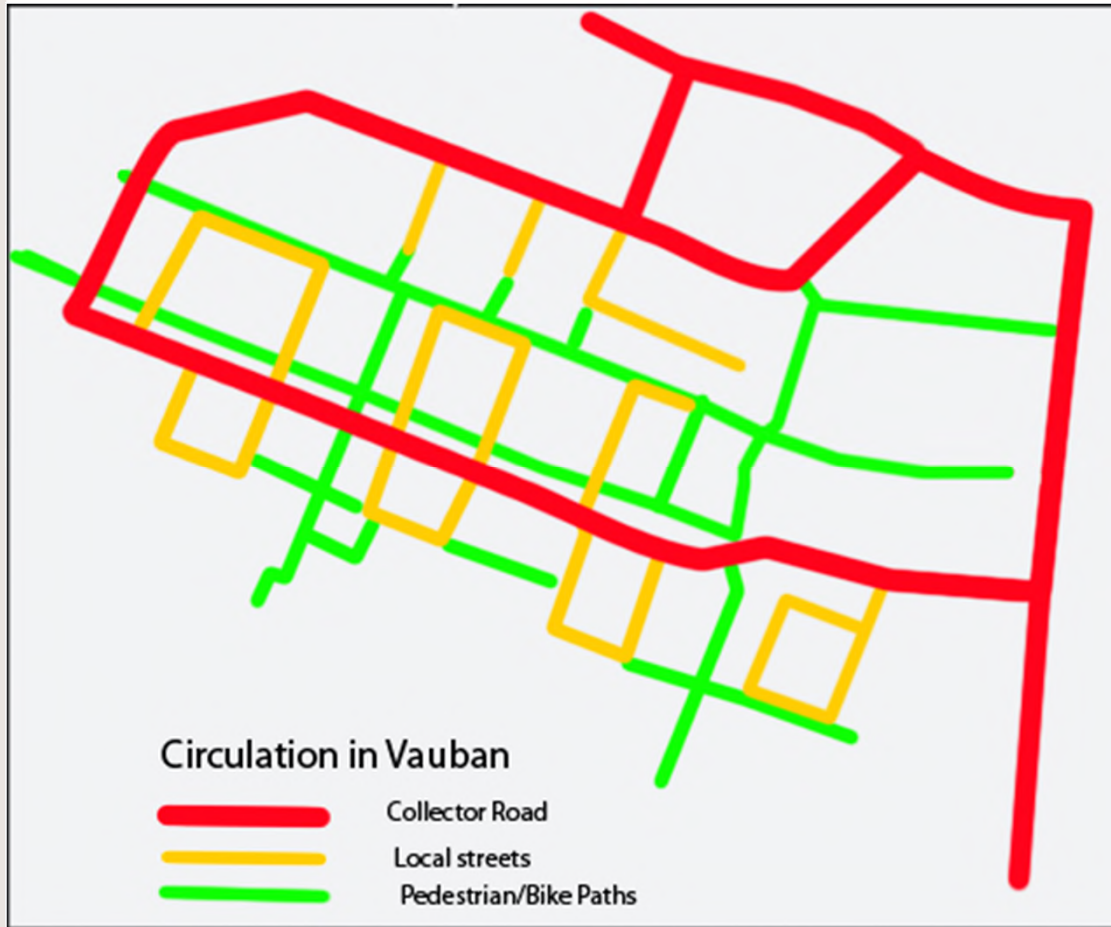 Circulation in Vauban
Collector Road
Local streets
Pedestrian/Bike Paths